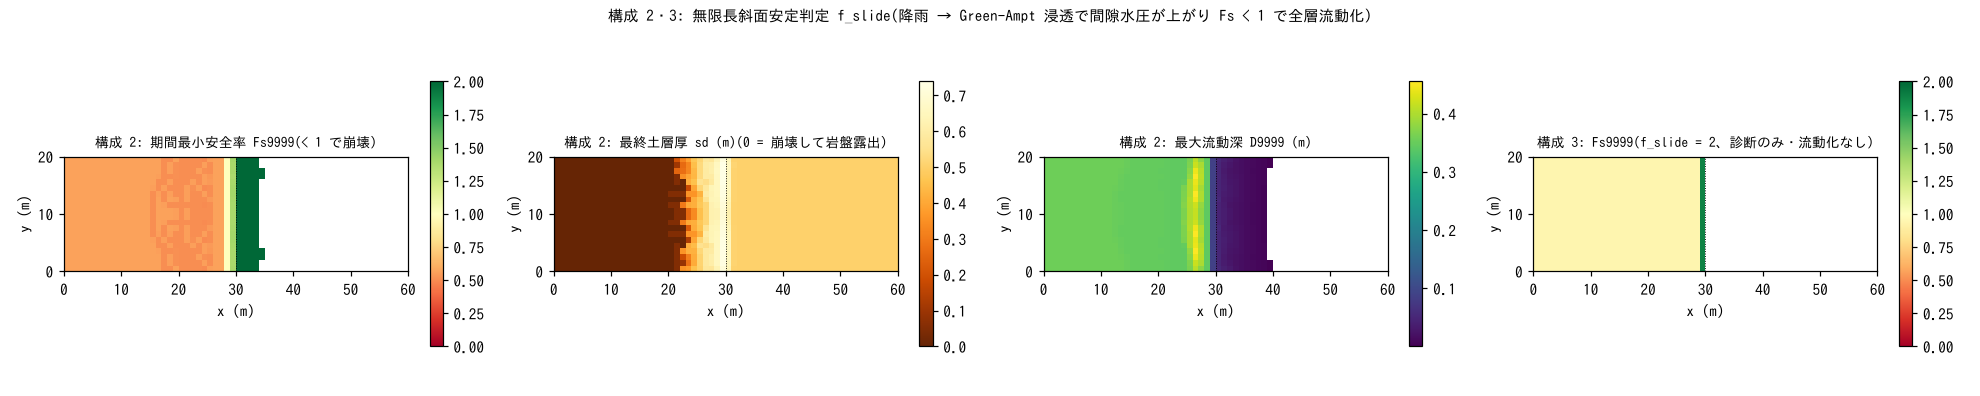 構成 2・3: 無限長斜面安定判定 f_slide(降雨 → Green-Ampt 浸透で間隙水圧が上がり Fs < 1 で全層流動化)
構成 2: 期間最小安全率 Fs9999(< 1 で崩壊)
20
10
0
y (m)
0 10 20 30 40 50 60
x (m)
2.00
1.75
1.50
1.25
1.00
0.75
0.50
0.25
0.00
構成 2: 最終土層厚 sd (m)(0 = 崩壊して岩盤露出)
20
10
0
y (m)
0 10 20 30 40 50 60
x (m)
0.7
0.6
0.5
0.4
0.3
0.2
0.1
0.0
構成 2: 最大流動深 D9999 (m)
20
10
0
y (m)
0 10 20 30 40 50 60
x (m)
0.4
0.3
0.2
0.1
構成 3: Fs9999(f_slide = 2、診断のみ・流動化なし)
20
10
0
y (m)
0 10 20 30 40 50 60
x (m)
2.00
1.75
1.50
1.25
1.00
0.75
0.50
0.25
0.00